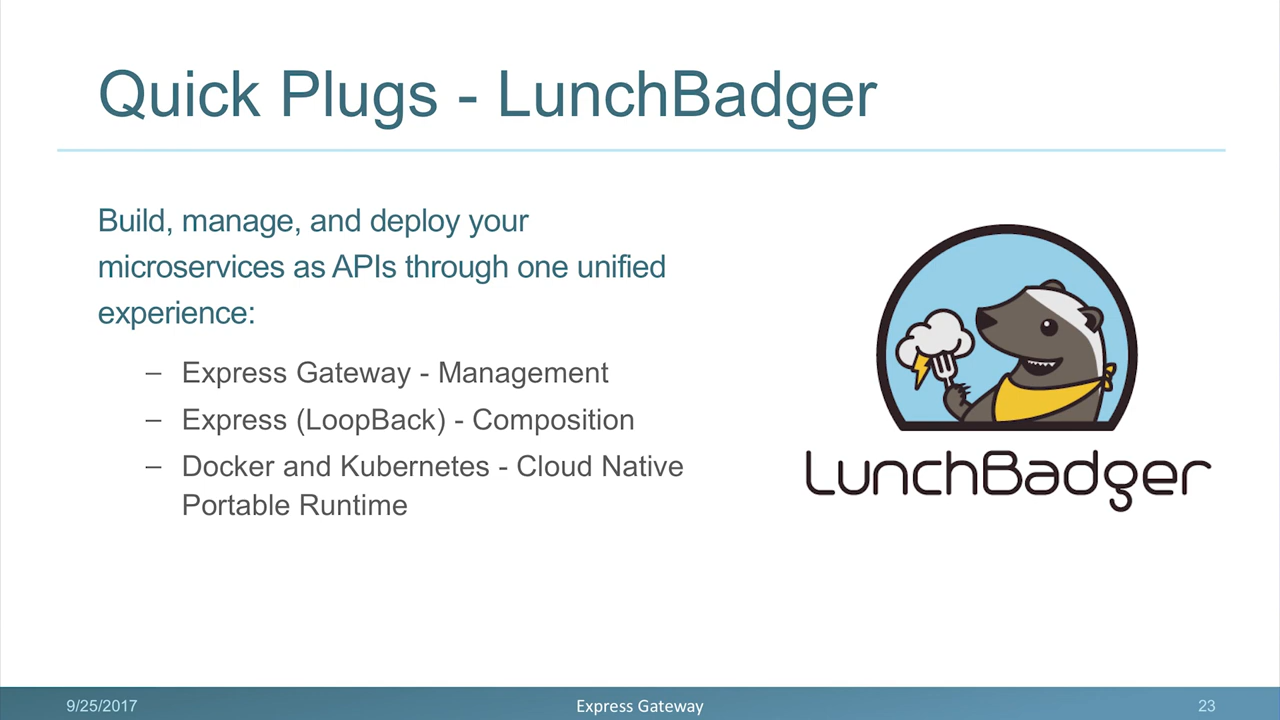 Quick Plugs - LunchBadger
Build, manage, and deploy your
microservices as APIs through one unified
experience:
– Express Gateway - Management
– Express (LoopBack) - Composition
– Docker and Kubernetes - Cloud Native
Portable Runtime
LunchBadger
9/25/2017
Express Gateway
23